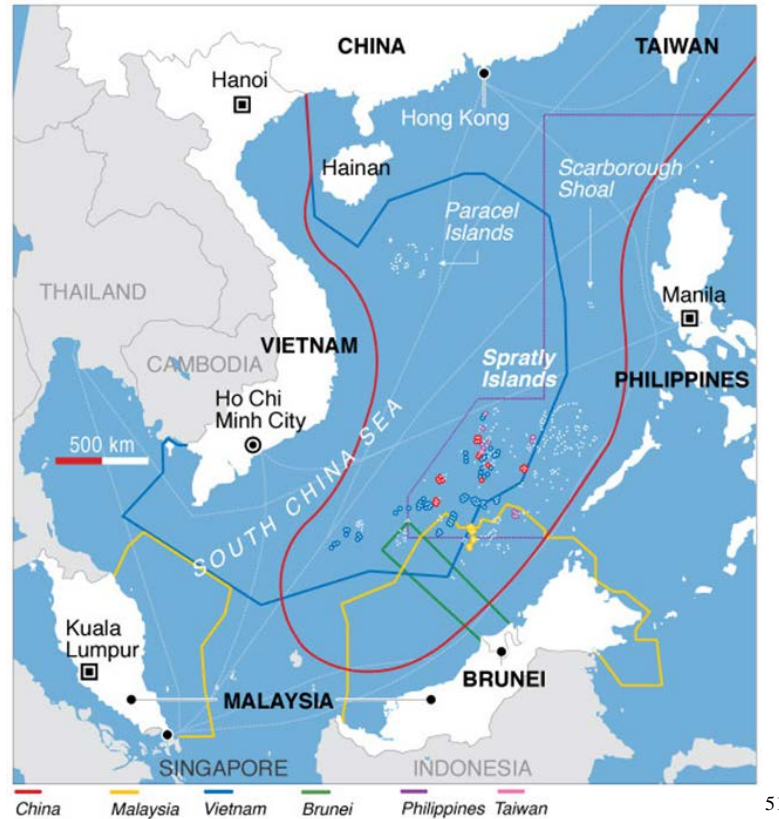 CHINA
TAIWAN
Hanoi
Hong Kong
Hainan
Scarborough
Shoal
Paracel
Islands
THAILAND
Manila
VIETNAM
CAMBODIA
Spratly
Islands
PHILIPPINES
Ho Chi
Minh City
500 km
SOUTH CHINA SEA
Kuala
Lumpur
BRUNEI
MALAYSIA
SINGAPORE
INDONESIA
China
Malaysia
Vietnam
Brunei
Philippines
Taiwan